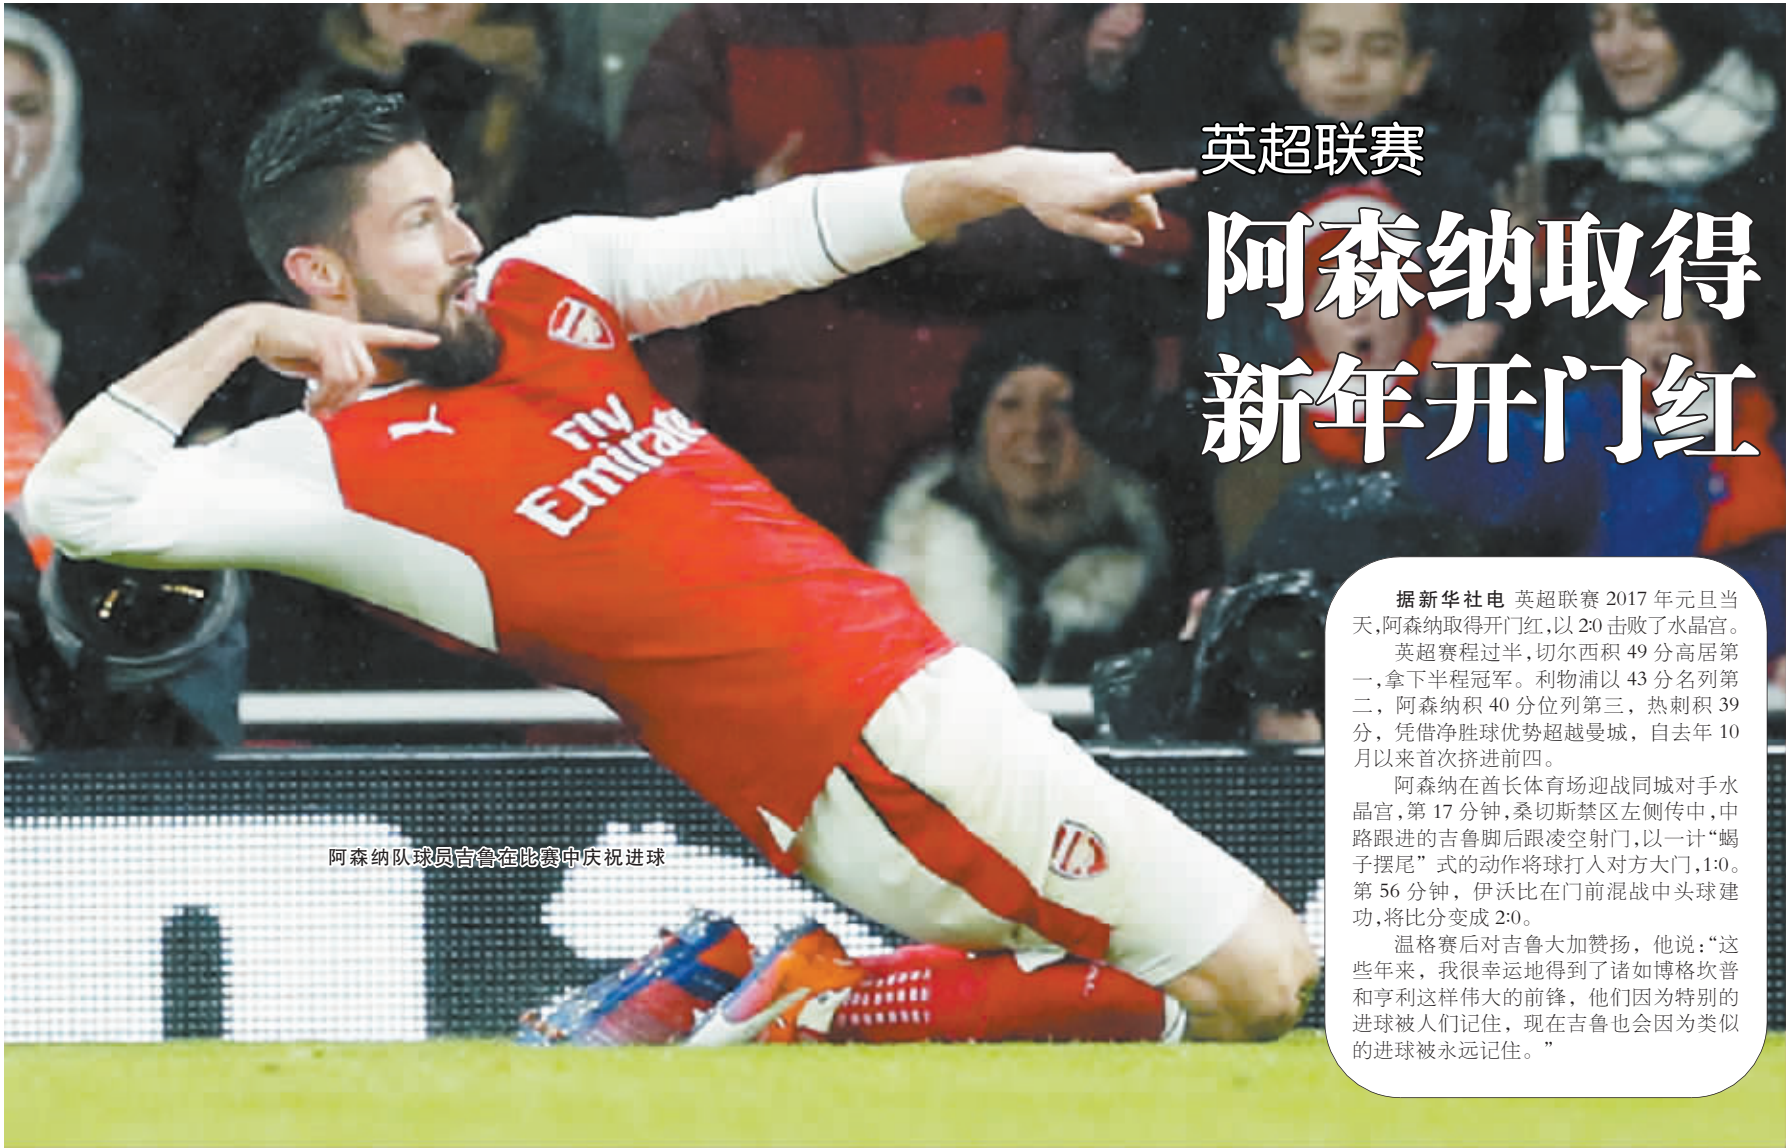 英超联赛
阿森纳取得
新年开门红
Fly
Emirate
阿森纳队球员吉鲁在比赛中庆祝进球
据新华社电 英超联赛 2017 年元旦当
天,阿森纳取得开门红,以 2:0 击败了水晶宫。
英超赛程过半,切尔西积 49 分高居第
一,拿下半程冠军。利物浦以 43 分名列第
二，阿森纳积 40 分位列第三，热刺积 39
分，凭借净胜球优势超越曼城，自去年 10
月以来首次挤进前四。
阿森纳在酋长体育场迎战同城对手水
晶宫,第 17 分钟,桑切斯禁区左侧传中,中
路跟进的吉鲁脚后跟凌空射门,以一计“蝎
子摆尾”式的动作将球打入对方大门,1:0。
第 56 分钟，伊沃比在门前混战中头球建
功,将比分变成 2:0。
温格赛后对吉鲁大加赞扬，他说:“这
些年来，我很幸运地得到了诸如博格坎普
和亨利这样伟大的前锋，他们因为特别的
进球被人们记住，现在吉鲁也会因为类似
的进球被永远记住。”